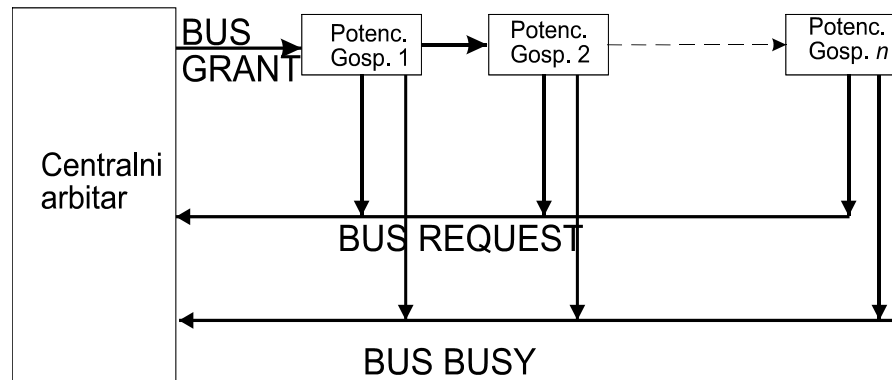 BUS
GRANT
Potenc.
Gosp. 1
Potenc.
Gosp. 2
Potenc.
Gosp. n
Centralni
arbitar
BUS REQUEST
BUS BUSY